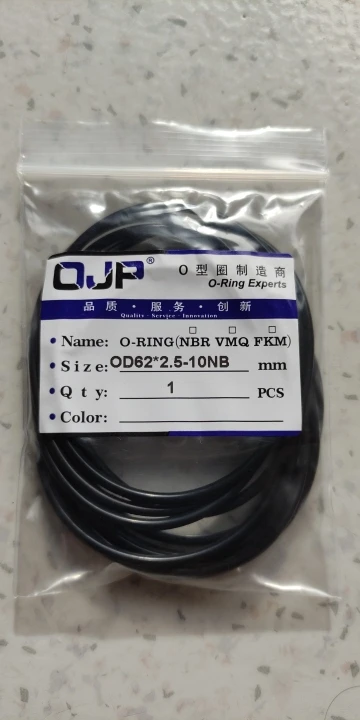 OJP®
O型圈制造商
O-Ring Experts
品质·服务·创新
Quality · Service · Innovation
• Name: O-RING(□NBR □VMQ □FKM)
• Size: OD62*2.5-10NB mm
• Qty: 1 PCS
• Color: